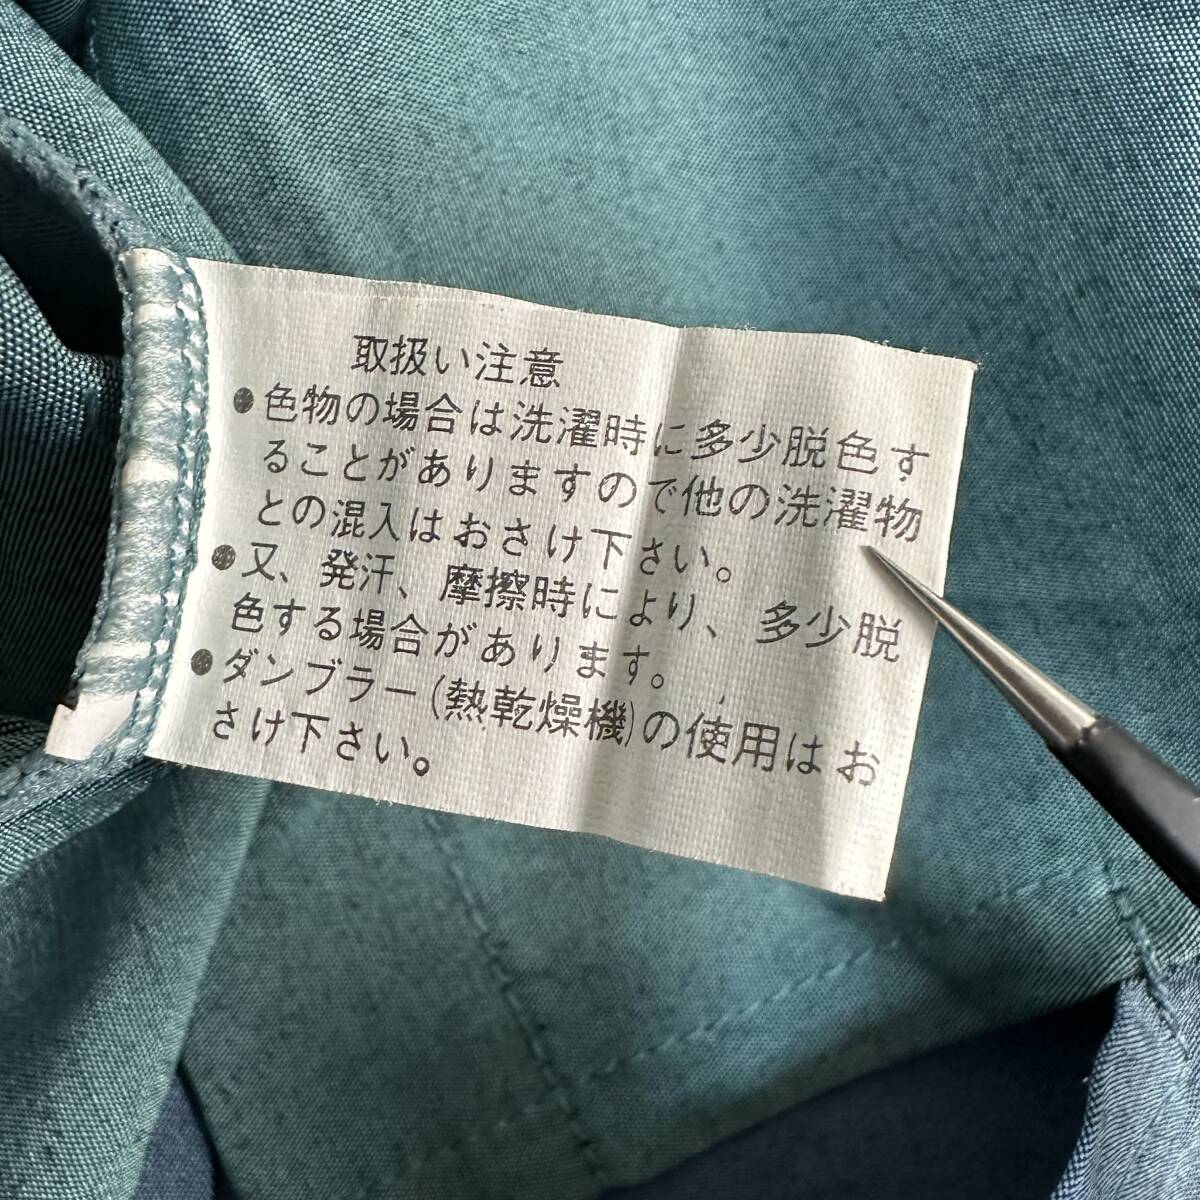 取扱い注意
●色物の場合は洗濯時に多少脱色す
ることがありますので他の洗濯物
との混入はおさけ下さい。
●又、発汗、摩擦時により、多少脱
色する場合があります。
●ダンブラー(熱乾燥機)の使用はお
さけ下さい。